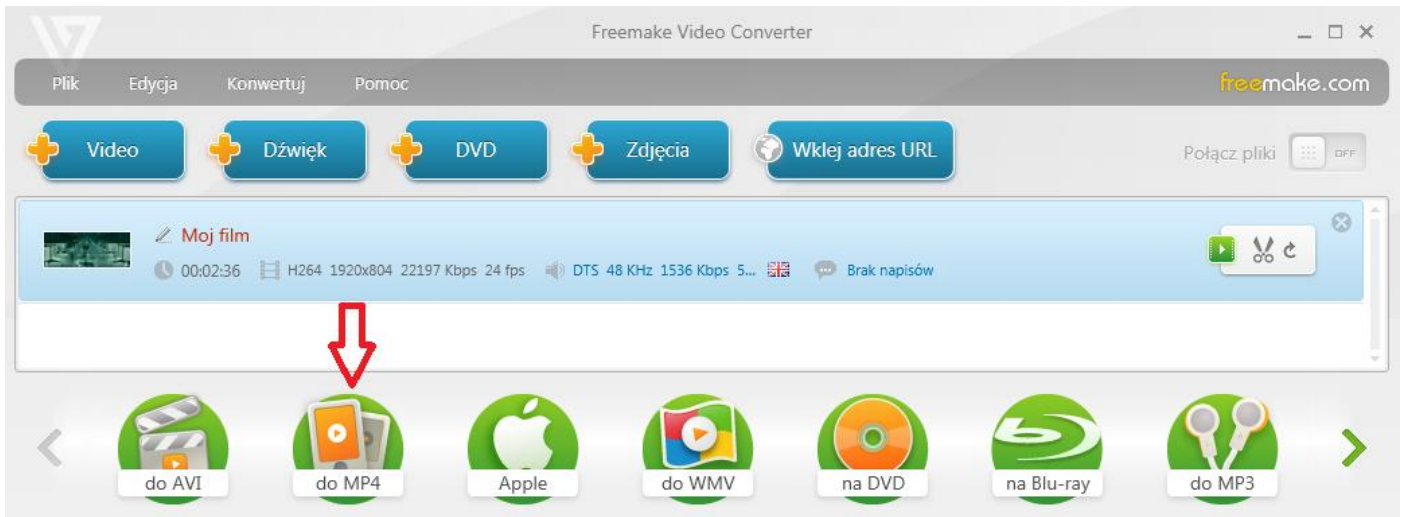 Freemake Video Converter
Plik Edycja Konwertuj Pomoc freemake.com
Video Dźwięk DVD Zdjęcia Wklej adres URL Połącz pliki OFF
Moj film
00:02:36 H264 1920x804 22197 Kbps 24 fps DTS 48 KHz 1536 Kbps 5... Brak napisów
do AVI do MP4 Apple do WMV na DVD na Blu-ray do MP3